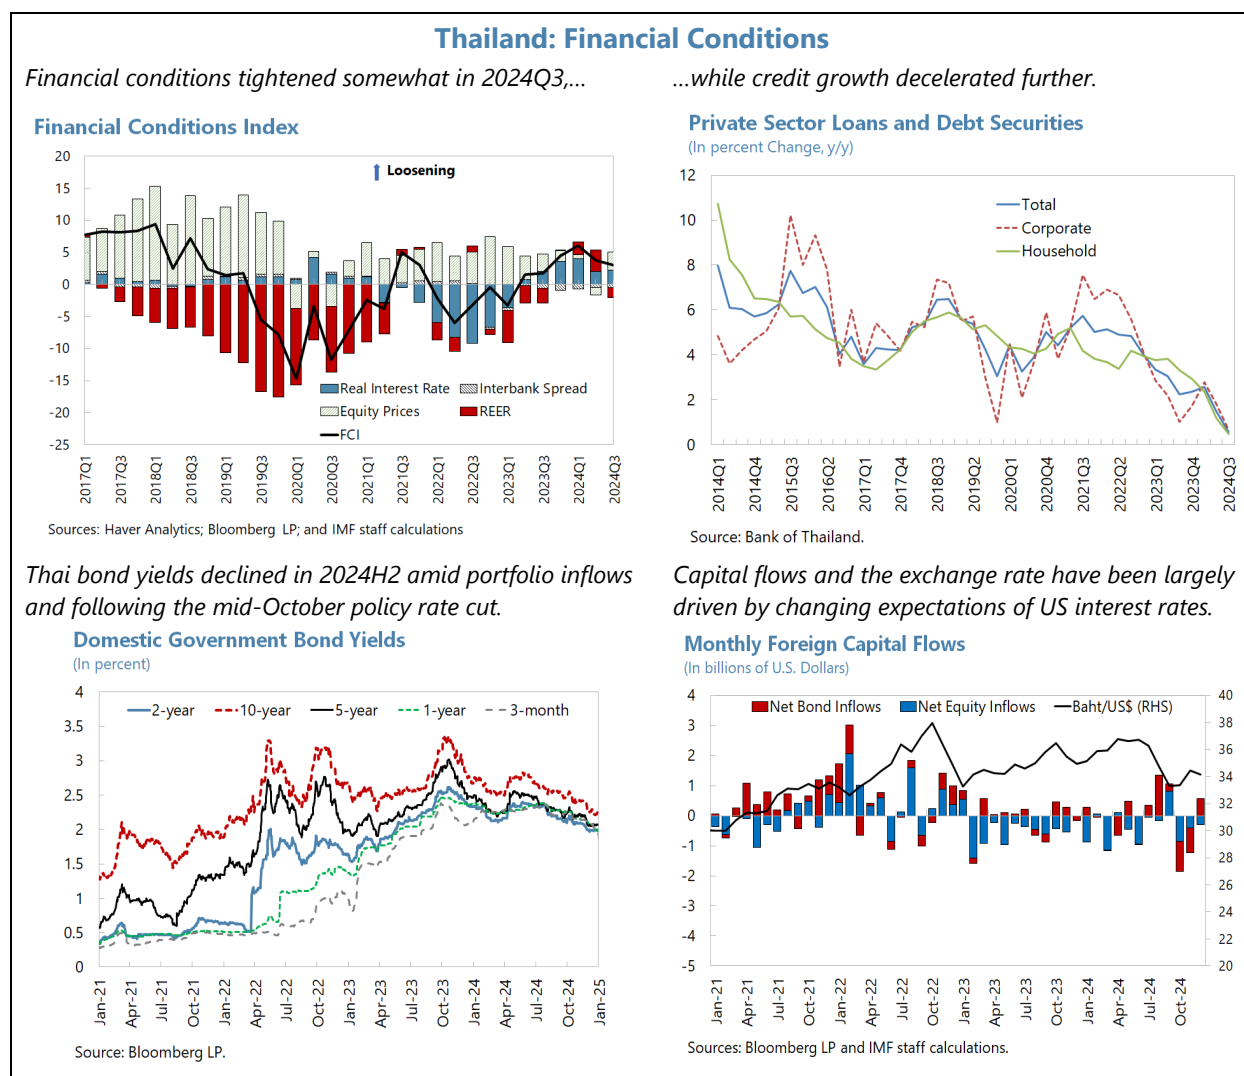 Thailand: Financial Conditions
Financial conditions tightened somewhat in 2024Q3,...
...while credit growth decelerated further.
Financial Conditions Index
20
15
10
5
0
-5
-10
-15
-20
-25
Loosening
Real Interest Rate
Interbank Spread
Equity Prices
REER
FCI
2017Q1
2017Q3
2018Q1
2018Q3
2019Q1
2019Q3
2020Q1
2020Q3
2021Q1
2021Q3
2022Q1
2022Q3
2023Q1
2023Q3
2024Q1
2024Q3
Sources: Haver Analytics; Bloomberg LP; and IMF staff calculations
Private Sector Loans and Debt Securities
(In percent Change, y/y)
12
10
8
6
4
2
0
Total
Corporate
Household
2014Q1
2014Q4
2015Q3
2016Q2
2017Q1
2017Q4
2018Q3
2019Q2
2020Q1
2020Q4
2021Q3
2022Q2
2023Q1
2023Q4
2024Q3
Source: Bank of Thailand.
Thai bond yields declined in 2024H2 amid portfolio inflows
and following the mid-October policy rate cut.
Domestic Government Bond Yields
(In percent)
4
3.5
3
2.5
2
1.5
1
0.5
0
2-year
10-year
5-year
1-year
3-month
Jan-21
Apr-21
Jul-21
Oct-21
Jan-22
Apr-22
Jul-22
Oct-22
Jan-23
Apr-23
Jul-23
Oct-23
Jan-24
Apr-24
Jul-24
Oct-24
Jan-25
Source: Bloomberg LP.
Capital flows and the exchange rate have been largely
driven by changing expectations of US interest rates.
Monthly Foreign Capital Flows
(In billions of U.S. Dollars)
4
3
2
1
0
-1
-2
-3
-4
-5
Net Bond Inflows
Net Equity Inflows
Baht/US$ (RHS)
40
38
36
34
32
30
28
26
24
22
20
Jan-21
Apr-21
Jul-21
Oct-21
Jan-22
Apr-22
Jul-22
Oct-22
Jan-23
Apr-23
Jul-23
Oct-23
Jan-24
Apr-24
Jul-24
Oct-24
Sources: Bloomberg LP and IMF staff calculations.